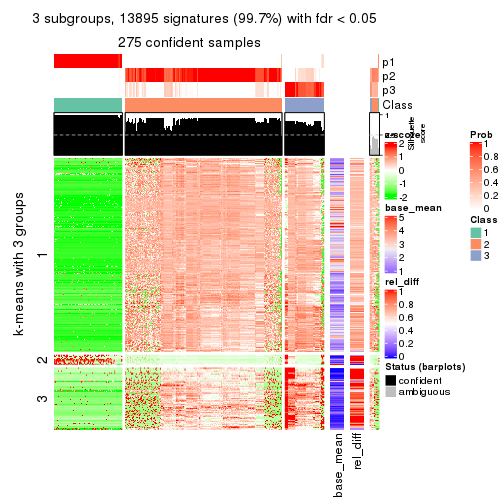 3 subgroups, 13895 signatures (99.7%) with fdr < 0.05
275 confident samples
p1
p2
p3
Class
1
Silhouette
score
k-means with 3 groups
1
2
3
base_mean
rel_diff
z-score
2
1
0
-1
-2
base_mean
5
4
3
2
1
rel_diff
1
0.8
0.6
0.4
0.2
0
Status (barplots)
confident
ambiguous
Prob
1
0.8
0.6
0.4
0.2
0
Class
1
2
3